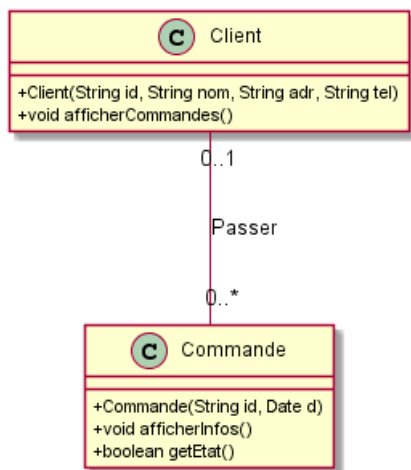 C Client
+Client(String id, String nom, String adr, String tel)
+void afficherCommandes()
0..1
Passer
0..*
C Commande
+Commande(String id, Date d)
+void afficherInfos()
+boolean getEtat()